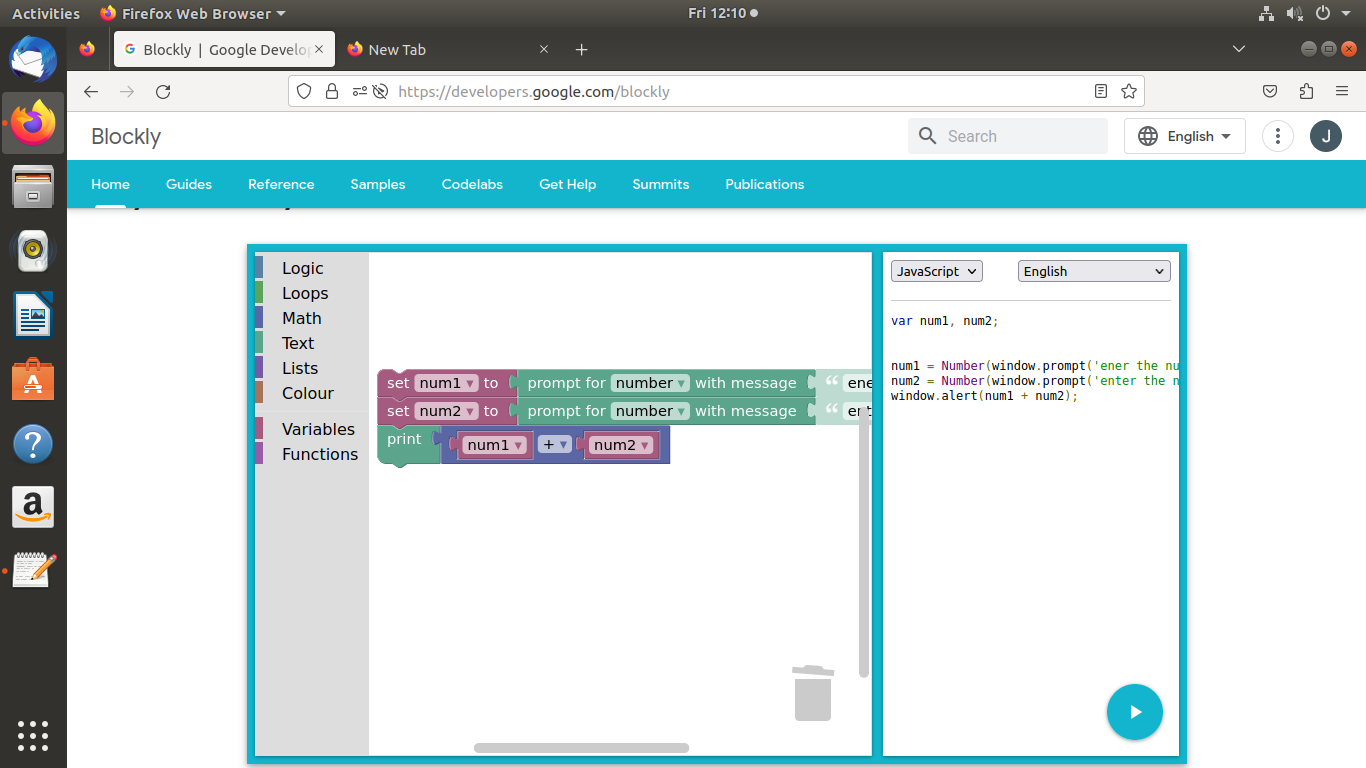 Activities Firefox Web Browser Fri 12:10
Blockly | Google Develop New Tab
https://developers.google.com/blockly
Blockly Search English J
Home Guides Reference Samples Codelabs Get Help Summits Publications
Logic
Loops
Math
Text
Lists
Colour
Variables
Functions
set num1 to prompt for number with message “ ene
set num2 to prompt for number with message “ ent
print num1 + num2
JavaScript English
var num1, num2;
num1 = Number(window.prompt('ener the nu
num2 = Number(window.prompt('enter the n
window.alert(num1 + num2);